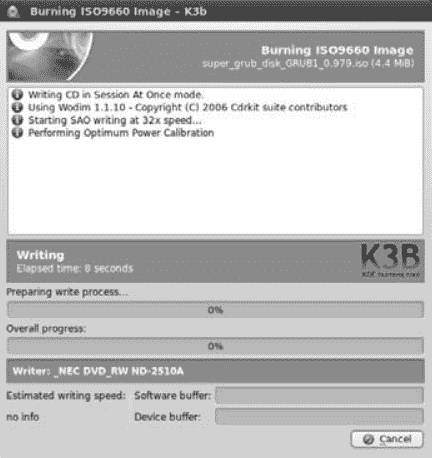 Burning ISO9660 Image – K3b
Burning ISO9660 Image
super_grub_disk_GRUB1_0.979.iso (4.4 MiB)
Writing CD in Session At Once mode.
Using Wodim 1.1.10 - Copyright (C) 2006 Cdrkit suite contributors
Starting SAO writing at 32x speed...
Performing Optimum Power Calibration
Writing
Elapsed time: 8 seconds
K3B
Preparing write process...
0%
Overall progress:
0%
Writer: _NEC DVD_RW ND-2510A
Estimated writing speed: Software buffer:
no info Device buffer:
Cancel